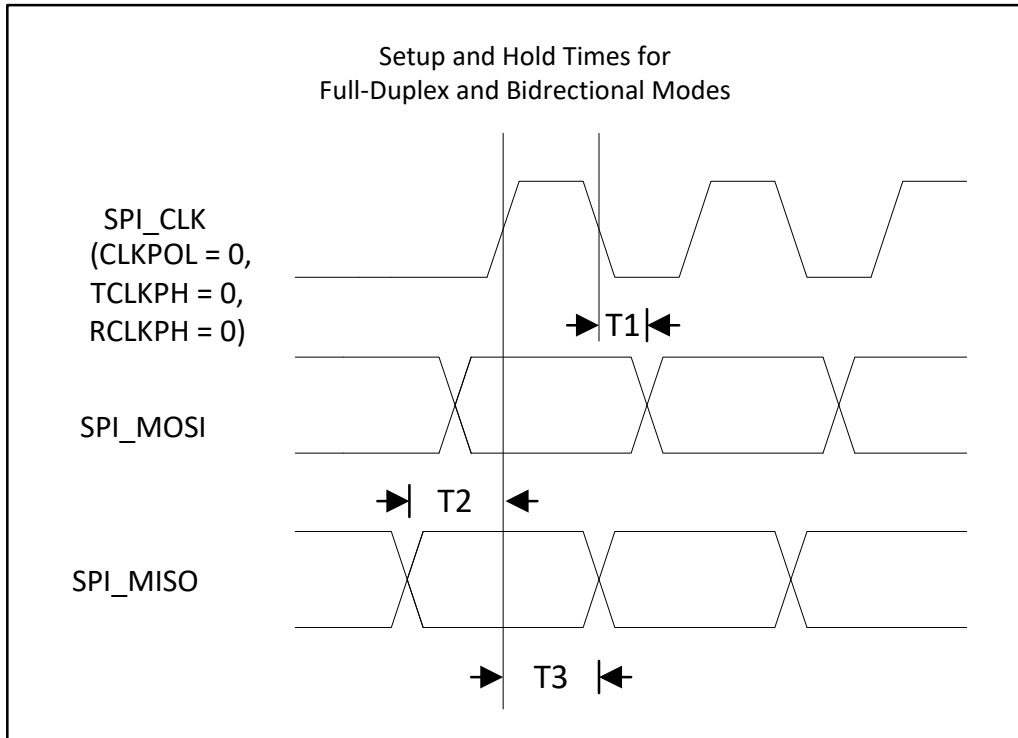 Setup and Hold Times for
Full-Duplex and Bidrectional Modes
SPI_CLK
(CLKPOL = 0,
TCLKPH = 0,
RCLKPH = 0)
T1
SPI_MOSI
T2
SPI_MISO
T3